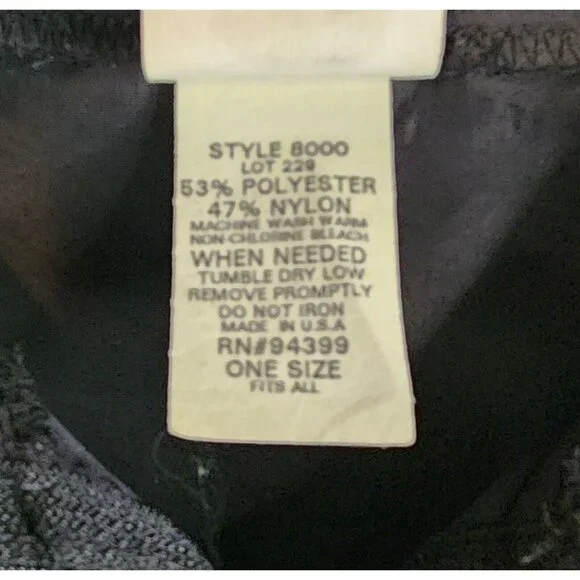 STYLE 8000
LOT 229
53% POLYESTER
47% NYLON
MACHINE WASH WARM
NON-CHLORINE BLEACH
WHEN NEEDED
TUMBLE DRY LOW
REMOVE PROMPTLY
DO NOT IRON
MADE IN U.S.A
RN#94399
ONE SIZE
FITS ALL